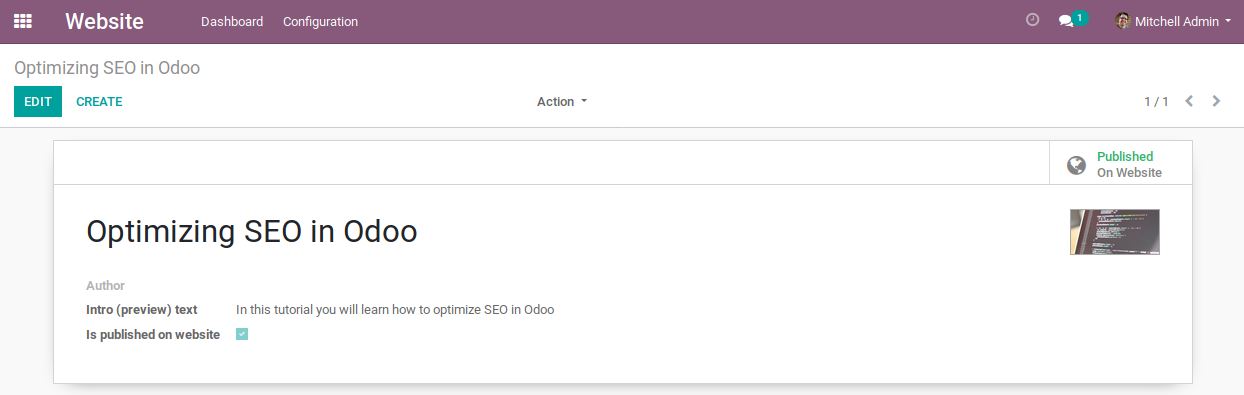 Website Dashboard Configuration 1 Mitchell Admin
Optimizing SEO in Odoo
EDIT CREATE Action 1 / 1
Published
On Website
Optimizing SEO in Odoo
Author
Intro (preview) text In this tutorial you will learn how to optimize SEO in Odoo
Is published on website